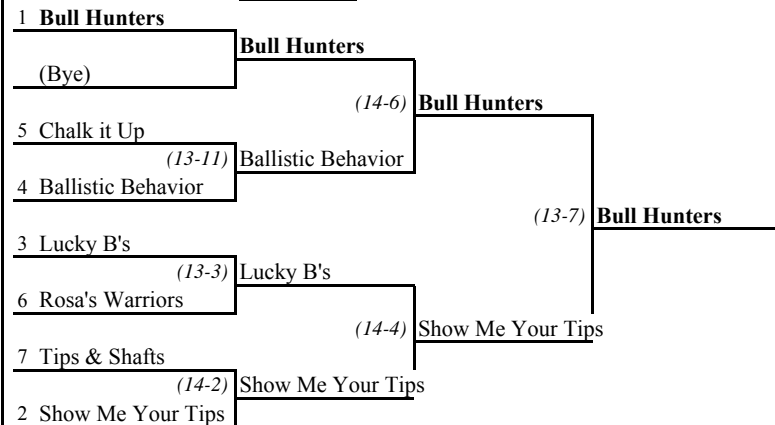 1 Bull Hunters
Bull Hunters
(Bye)
(14-6) Bull Hunters
5 Chalk it Up
(13-11) Ballistic Behavior
4 Ballistic Behavior
(13-7) Bull Hunters
3 Lucky B's
(13-3) Lucky B's
6 Rosa's Warriors
(14-4) Show Me Your Tips
7 Tips & Shafts
(14-2) Show Me Your Tips
2 Show Me Your Tips